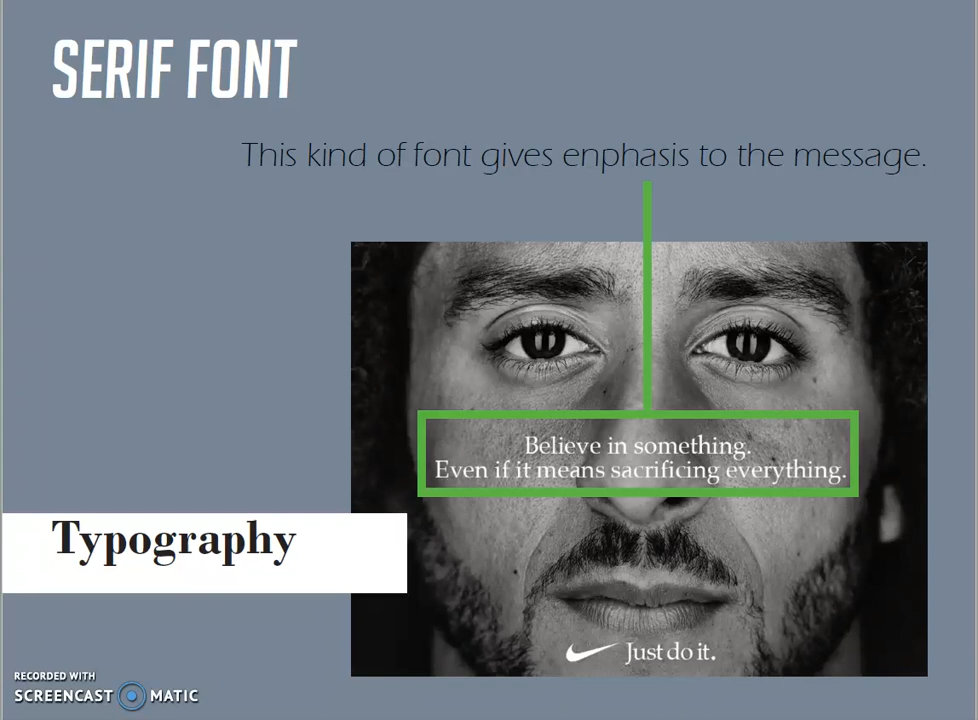 SERIF FONT
This kind of font gives enphasis to the message.
Believe in something.
Even if it means sacrificing everything.
Typography
Just do it.
RECORDED WITH
SCREENCAST MATIC